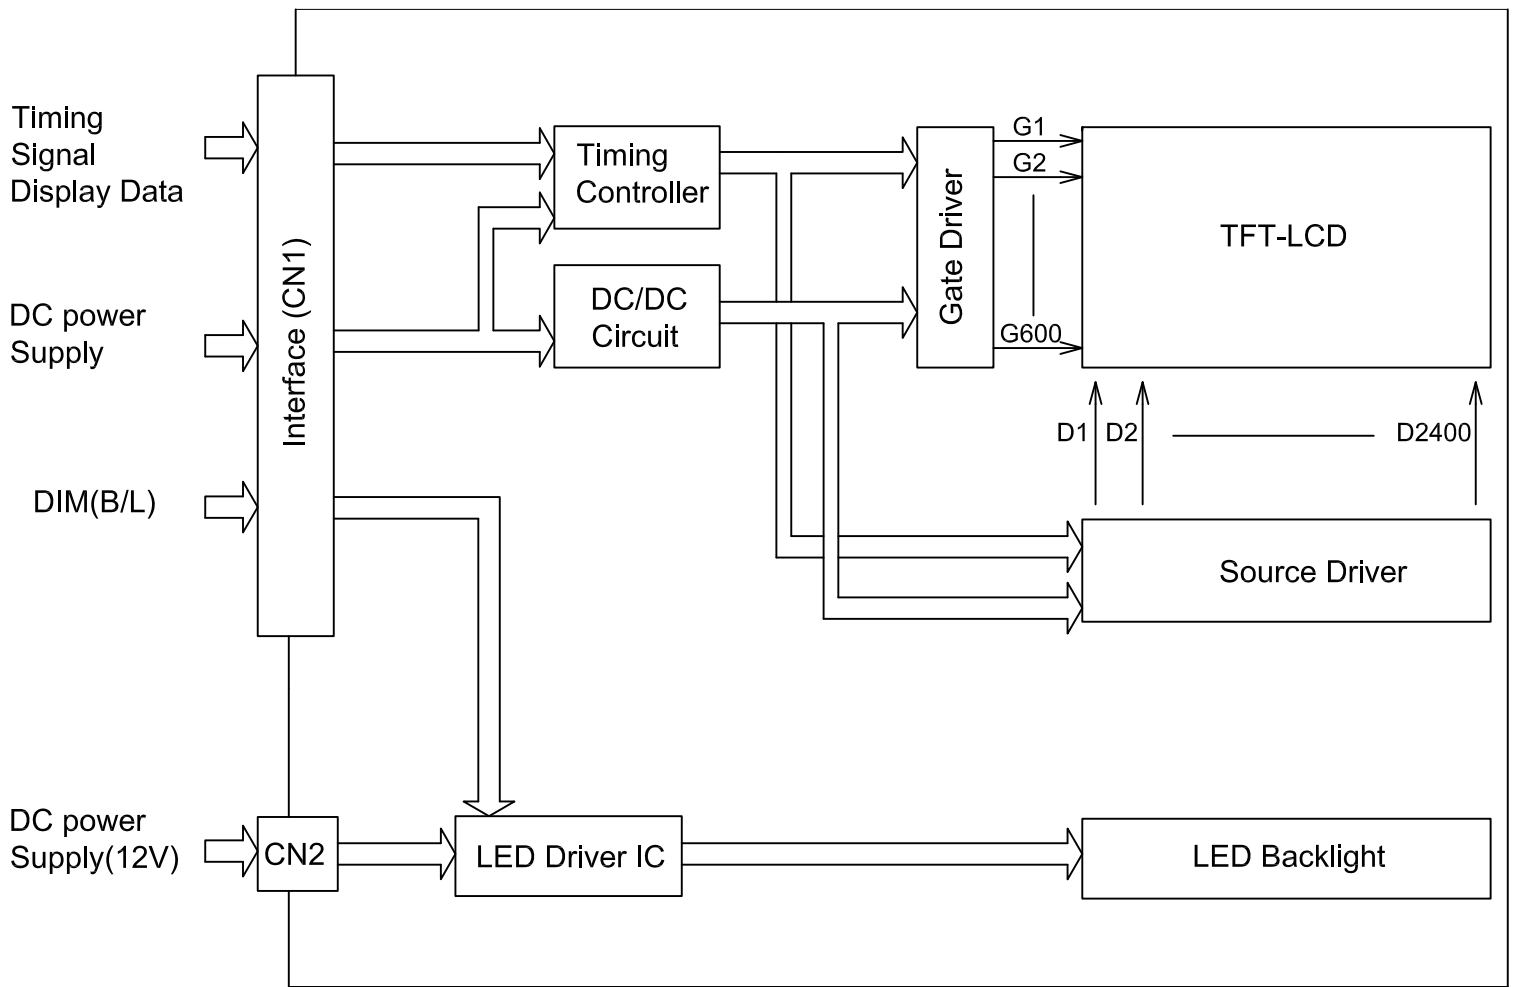 Timing
Signal
Display Data
DC power
Supply
DIM(B/L)
DC power
Supply(12V)
Interface (CN1)
CN2
Timing
Controller
DC/DC
Circuit
LED Driver IC
Gate Driver
G1
G2
G600
TFT-LCD
D1
D2
D2400
Source Driver
LED Backlight